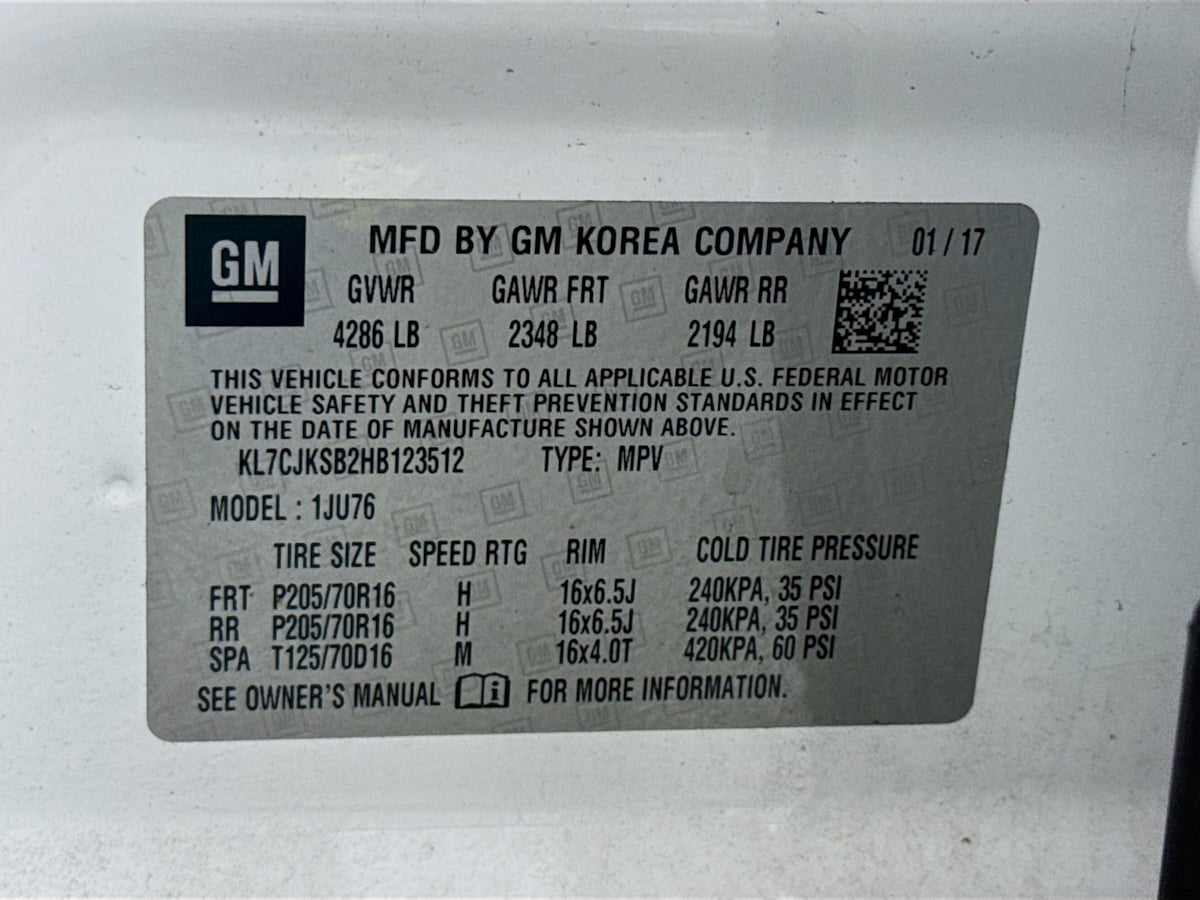 GM MFD BY GM KOREA COMPANY 01 / 17
GVWR GAWR FRT GAWR RR
4286 LB 2348 LB 2194 LB
THIS VEHICLE CONFORMS TO ALL APPLICABLE U.S. FEDERAL MOTOR
VEHICLE SAFETY AND THEFT PREVENTION STANDARDS IN EFFECT
ON THE DATE OF MANUFACTURE SHOWN ABOVE.
KL7CJKSB2HB123512 TYPE: MPV
MODEL : 1JU76
TIRE SIZE SPEED RTG RIM COLD TIRE PRESSURE
FRT P205/70R16 H 16x6.5J 240KPA, 35 PSI
RR P205/70R16 H 16x6.5J 240KPA, 35 PSI
SPA T125/70D16 M 16x4.0T 420KPA, 60 PSI
SEE OWNER'S MANUAL i FOR MORE INFORMATION.